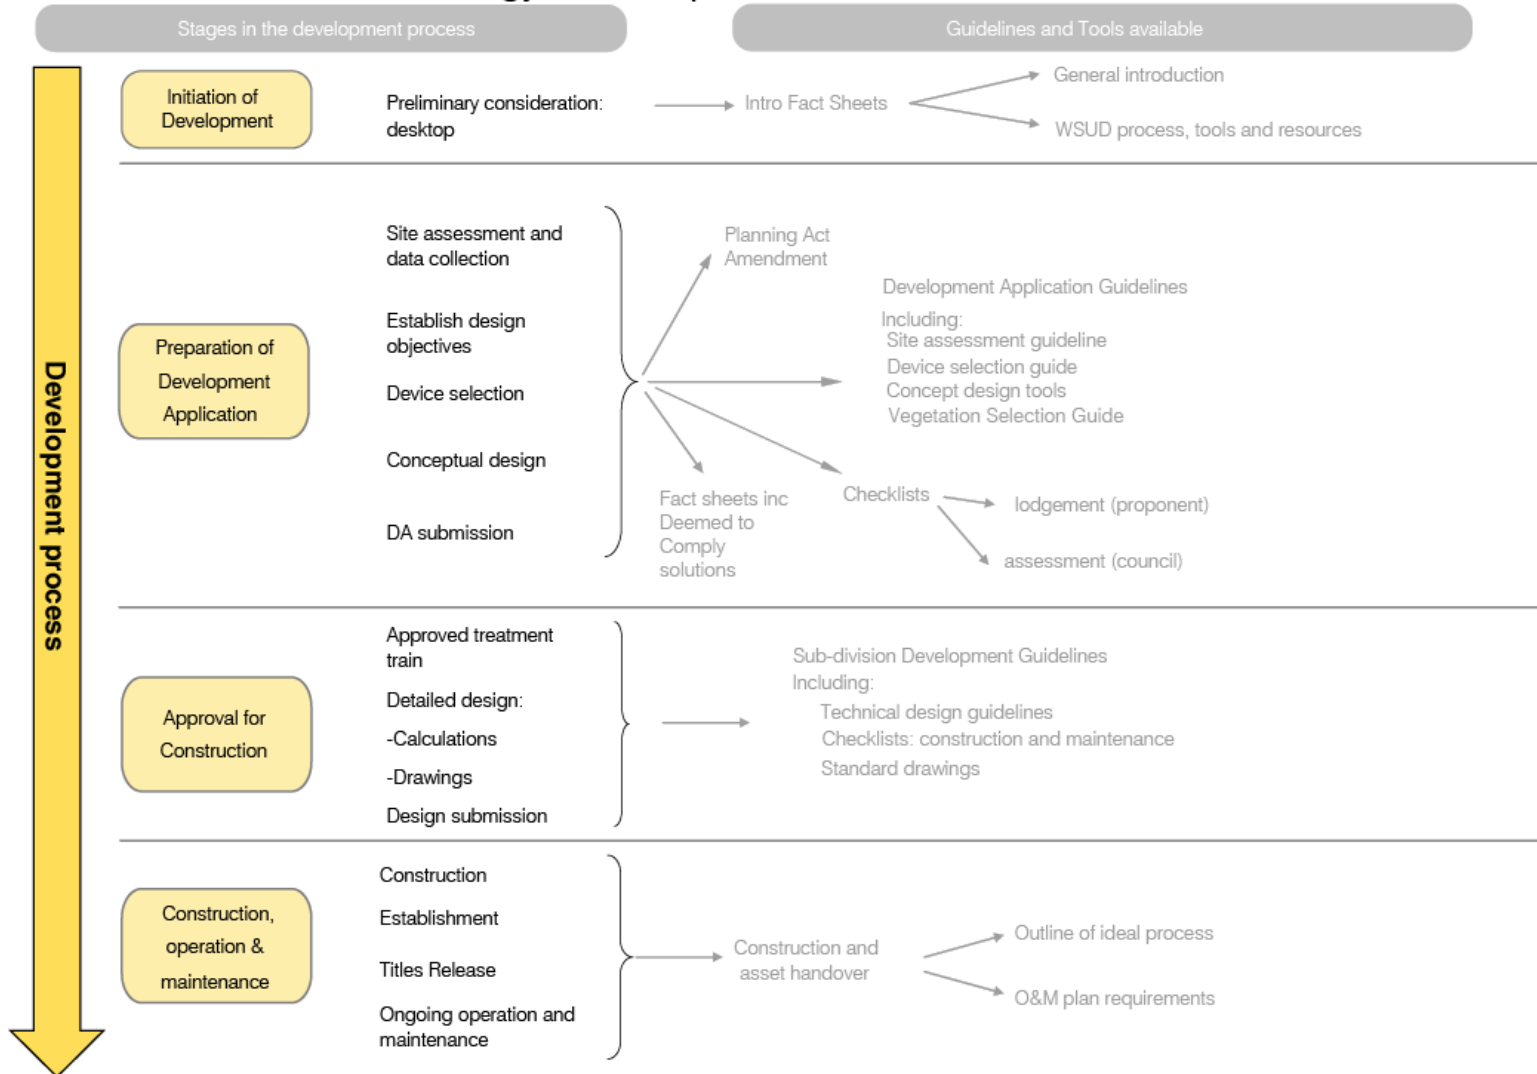 Stages in the development process
Guidelines and Tools available
Development process
Initiation of
Development
Preliminary consideration:
desktop
Intro Fact Sheets
General introduction
WSUD process, tools and resources
Preparation of
Development
Application
Site assessment and
data collection
Establish design
objectives
Device selection
Conceptual design
DA submission
Planning Act
Amendment
Development Application Guidelines
Including:
Site assessment guideline
Device selection guide
Concept design tools
Vegetation Selection Guide
Fact sheets inc
Deemed to
Comply
solutions
Checklists
lodgement (proponent)
assessment (council)
Approval for
Construction
Approved treatment
train
Detailed design:
-Calculations
-Drawings
Design submission
Sub-division Development Guidelines
Including:
Technical design guidelines
Checklists: construction and maintenance
Standard drawings
Construction,
operation &
maintenance
Construction
Establishment
Titles Release
Ongoing operation and
maintenance
Construction and
asset handover
Outline of ideal process
O&M plan requirements